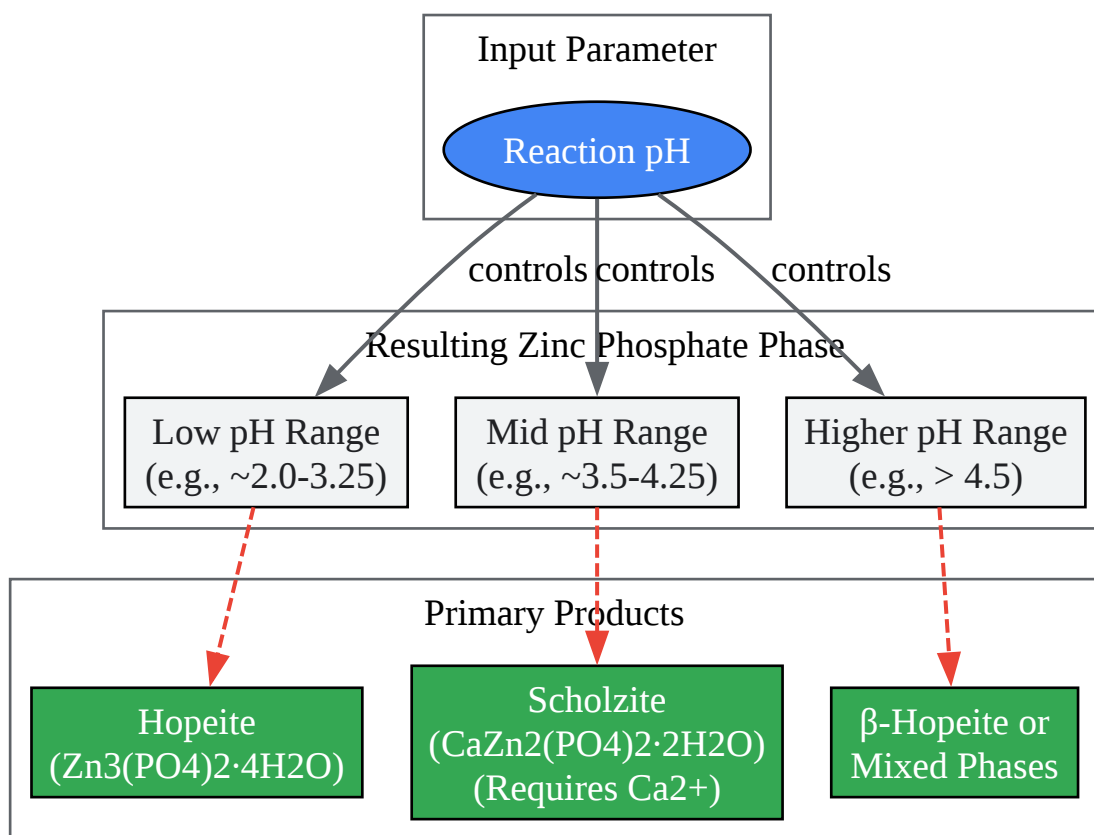 Input Parameter
Reaction pH
controls
controls
controls
Resulting Zinc Phosphate Phase
Low pH Range
(e.g., ~2.0-3.25)
Mid pH Range
(e.g., ~3.5-4.25)
Higher pH Range
(e.g., > 4.5)
Primary Products
Hopeite
(Zn3(PO4)2·4H2O)
Scholzite
(CaZn2(PO4)2·2H2O)
(Requires Ca2+)
β-Hopeite or
Mixed Phases